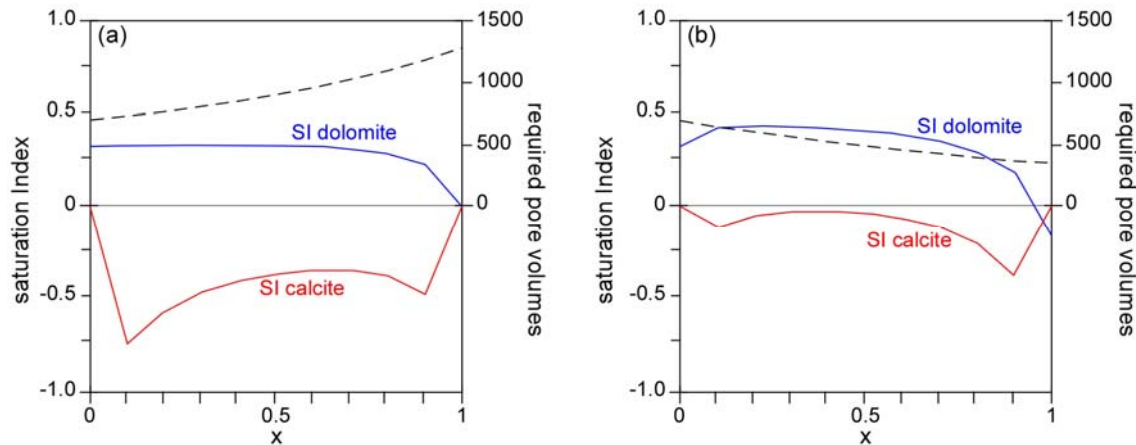 (a)
1.0
0.5
0
-0.5
-1.0
saturation Index
SI dolomite
SI calcite
1500
1000
500
0
required pore volumes
0
0.5
1
x
(b)
1.0
0.5
0
-0.5
-1.0
saturation Index
SI dolomite
SI calcite
1500
1000
500
0
required pore volumes
0
0.5
1
x